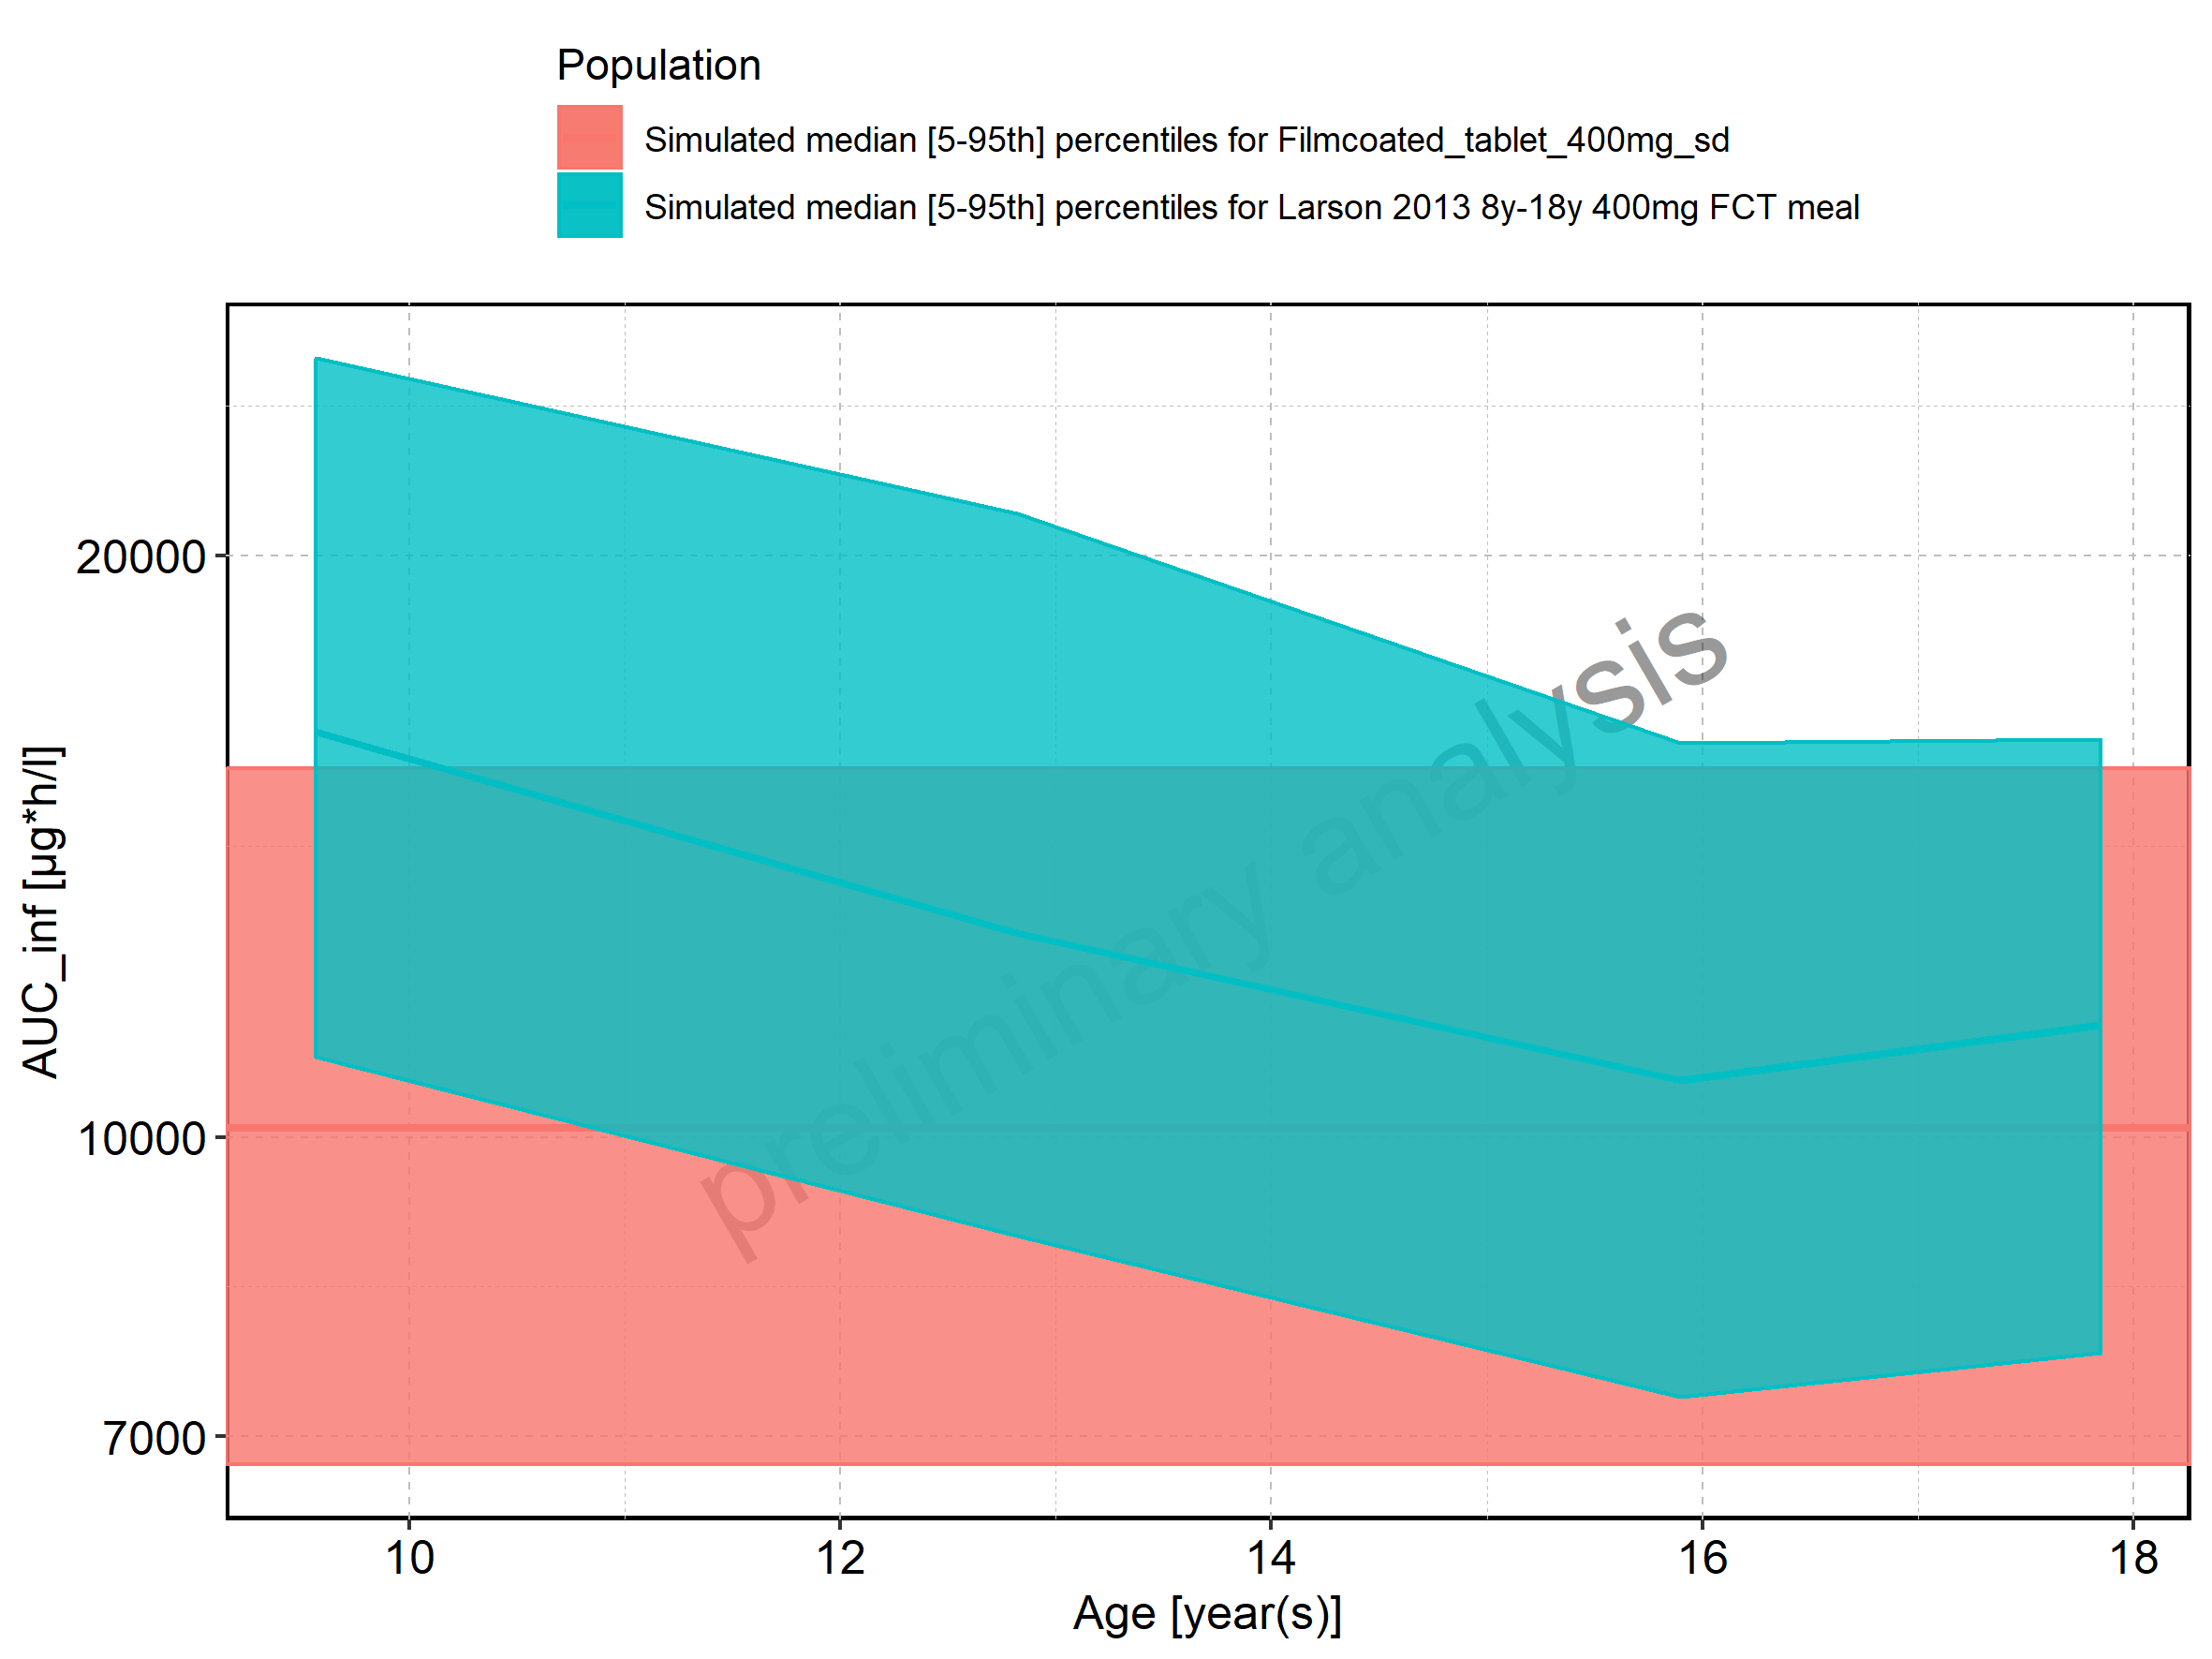 Population
Simulated median [5-95th] percentiles for Filmcoated_tablet_400mg_sd
Simulated median [5-95th] percentiles for Larson 2013 8y-18y 400mg FCT meal
20000
10000
7000
AUC_inf [µg*h/l]
preliminary analysis
10 12 14 16 18
Age [year(s)]